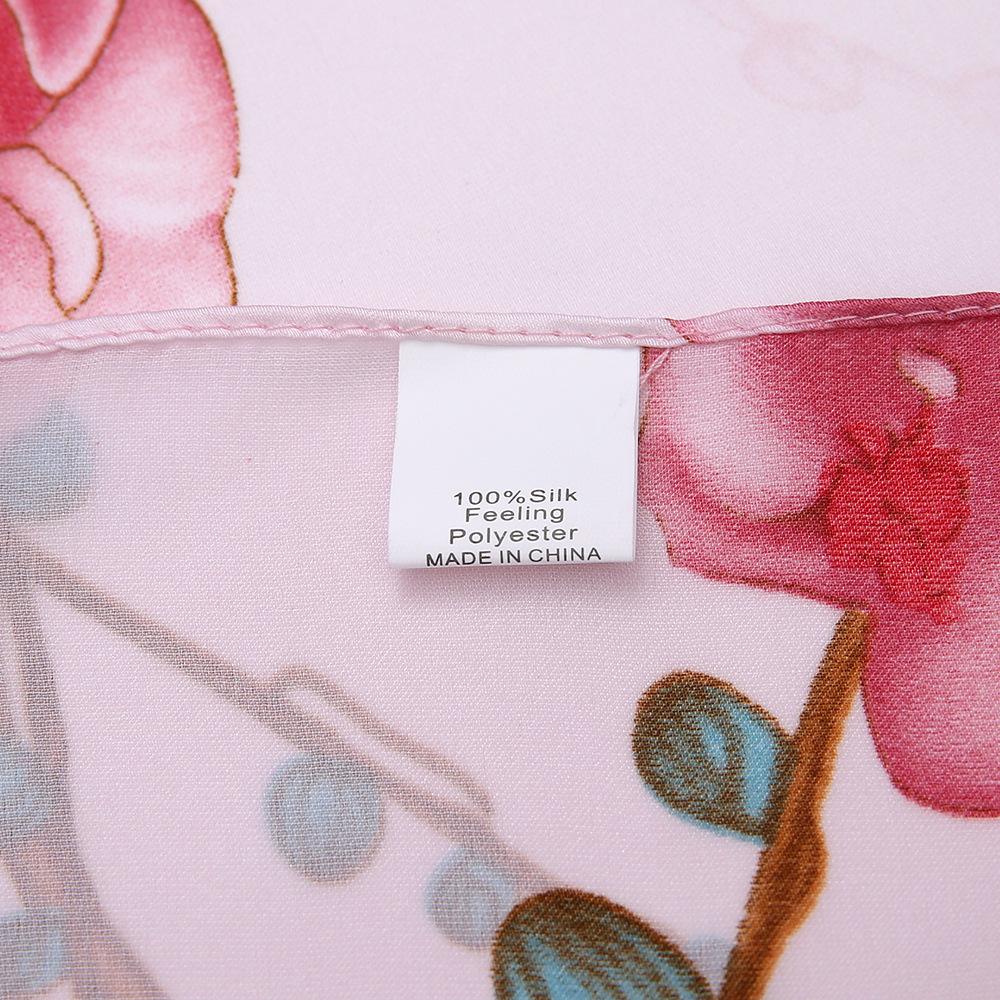 100%Silk
Feeling
Polyester
MADE IN CHINA